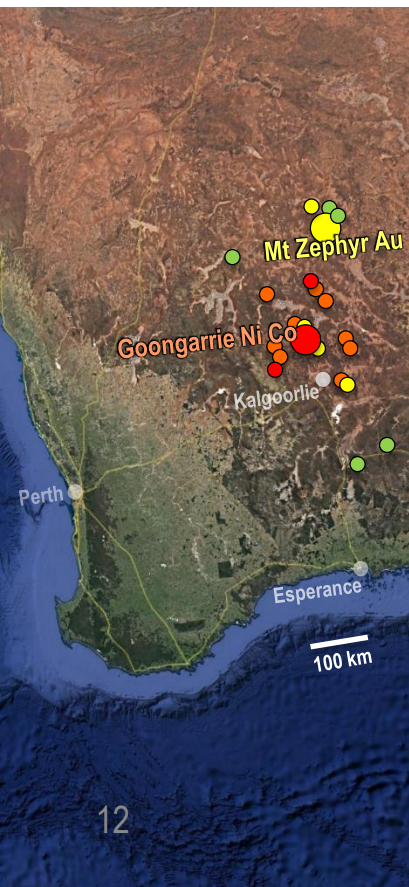 Mt Zephyr Au
Goongarrie Ni Co
Kalgoorlie
Perth
Esperance
100 km
12